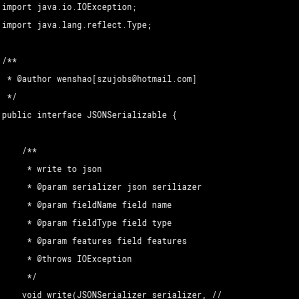 import java.io.IOException;
import java.lang.reflect.Type;
/**
* @author wenshao[szujobs@hotmail.com]
*/
public interface JSONSerializable {
/**
* write to json
* @param serializer json seriliazer
* @param fieldName field name
* @param fieldType field type
* @param features field features
* @throws IOException
*/
void write(JSONSerializer serializer, //